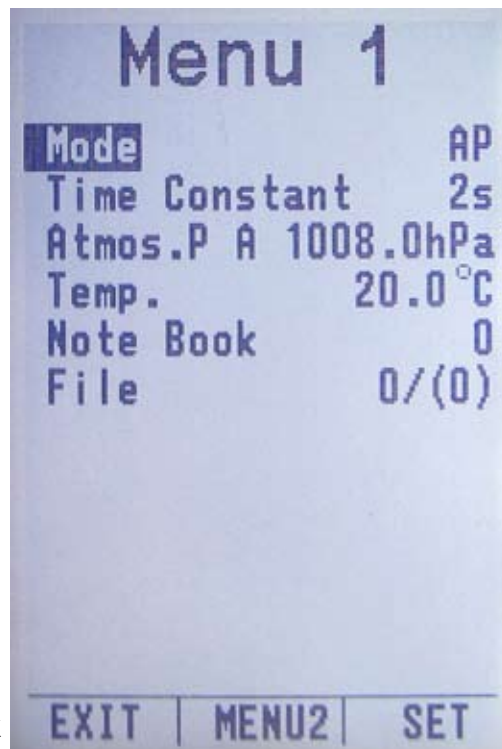 Menu 1
Mode AP
Time Constant 2s
Atmos.P A 1008.0hPa
Temp. 20.0°C
Note Book 0
File 0/(0)
EXIT | MENU2 | SET